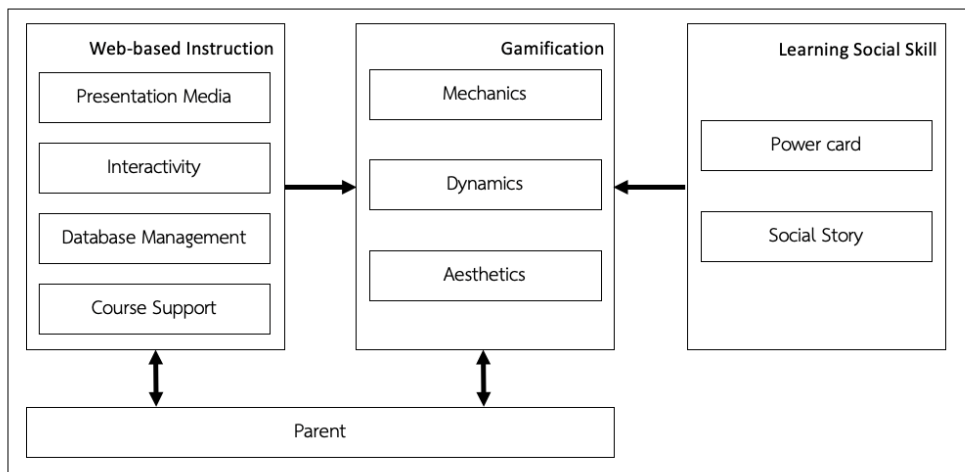 Web-based Instruction
Presentation Media
Interactivity
Database Management
Course Support
Gamification
Mechanics
Dynamics
Aesthetics
Learning Social Skill
Power card
Social Story
Parent